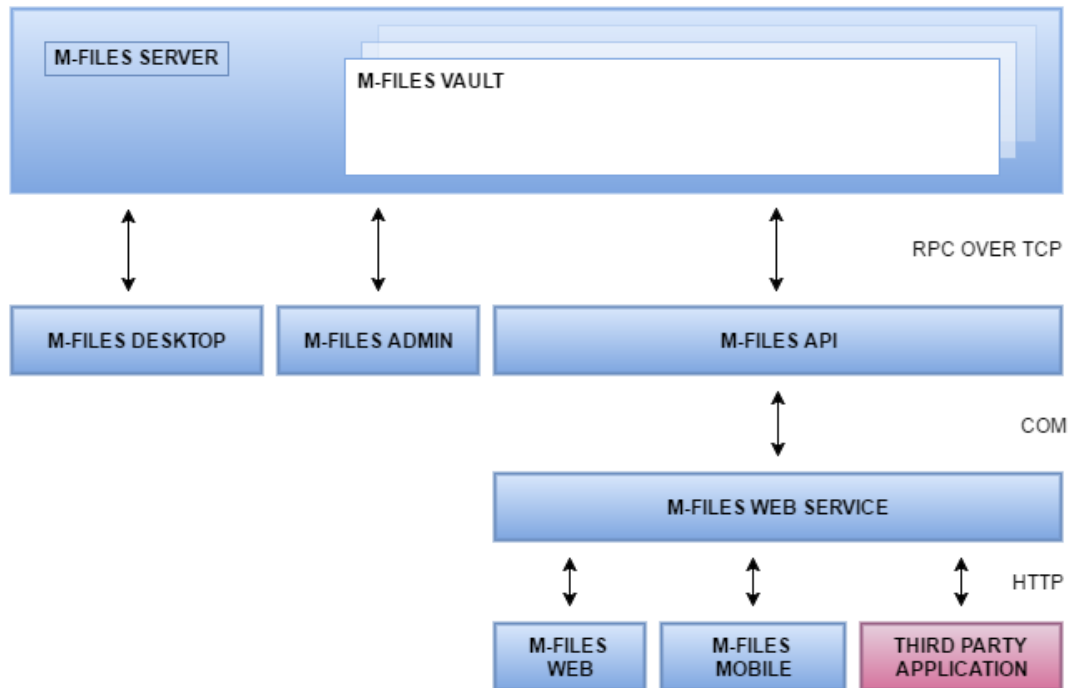 M-FILES SERVER
M-FILES VAULT
RPC OVER TCP
M-FILES DESKTOP
M-FILES ADMIN
M-FILES API
COM
M-FILES WEB SERVICE
HTTP
M-FILES
WEB
M-FILES
MOBILE
THIRD PARTY
APPLICATION